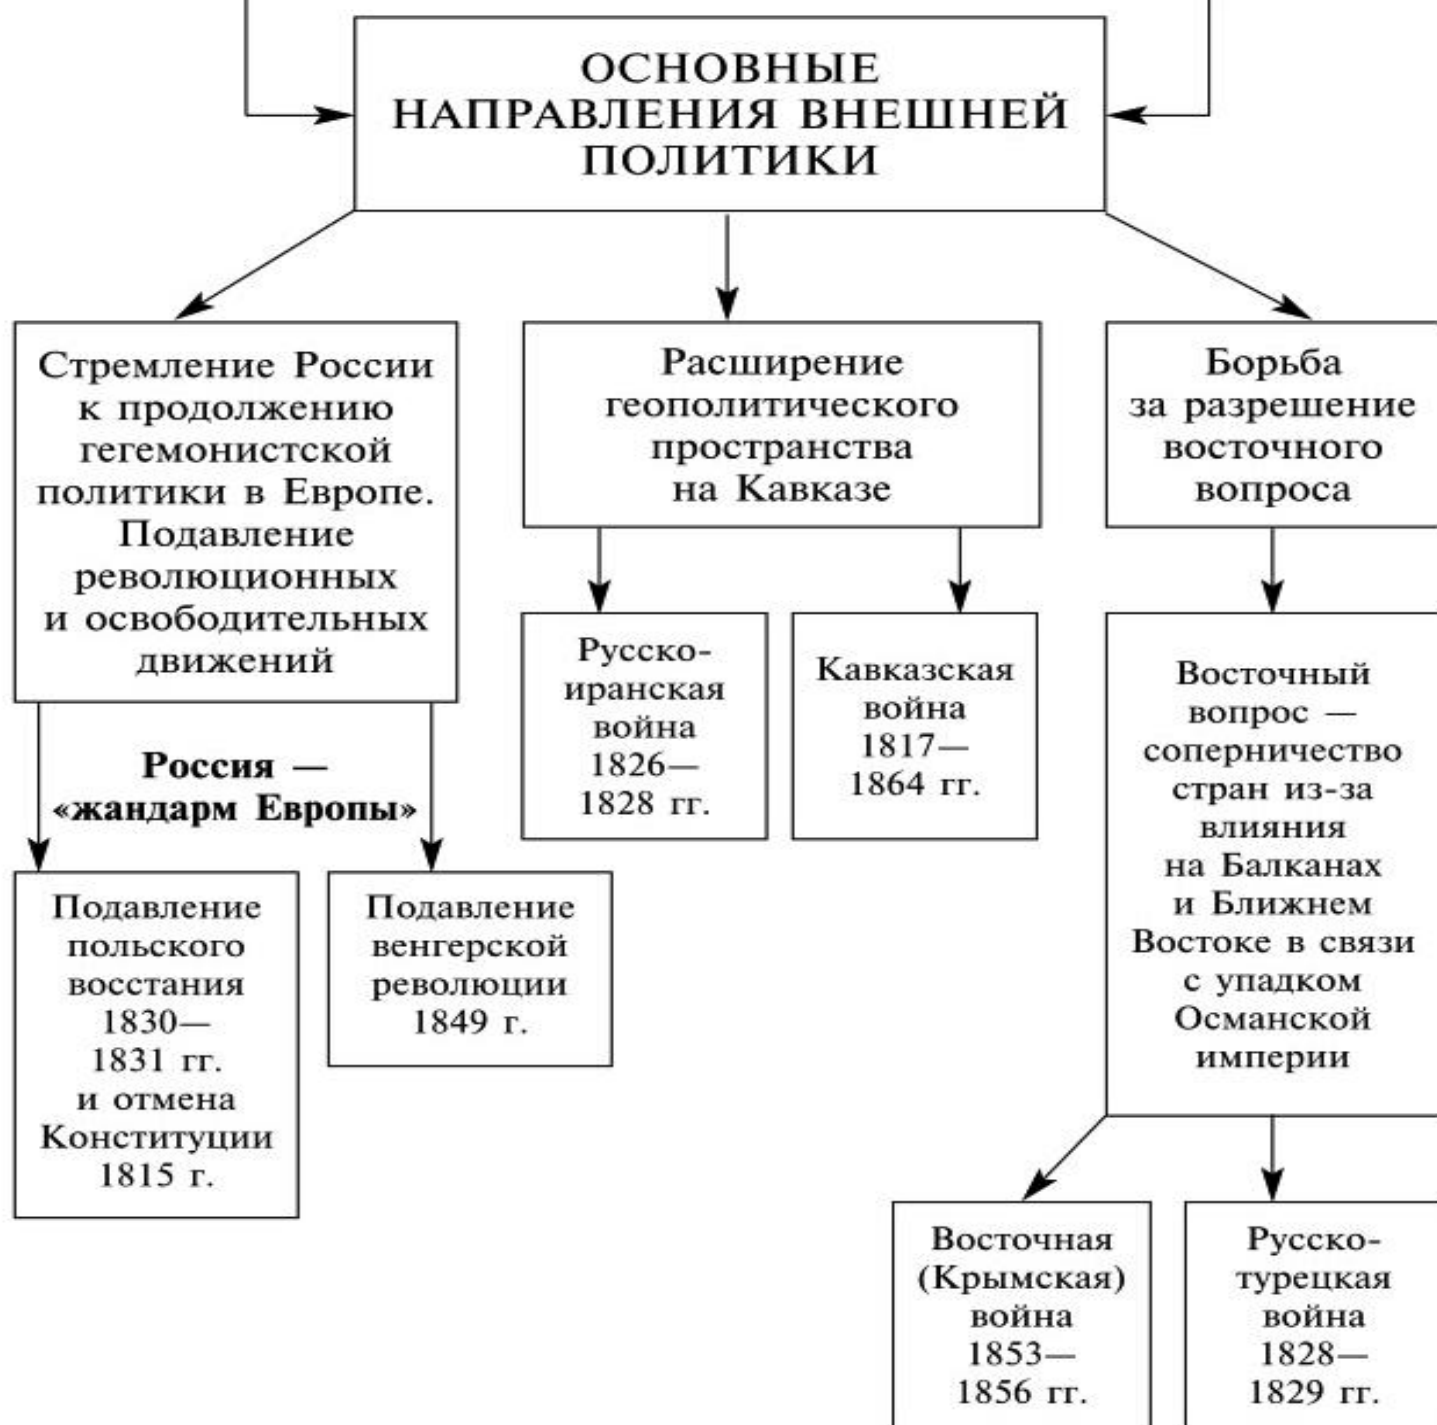 ОСНОВНЫЕ
НАПРАВЛЕНИЯ ВНЕШНЕЙ
ПОЛИТИКИ
Стремление России
к продолжению
гегемонистской
политики в Европе.
Подавление
революционных
и освободительных
движений
Расширение
геополитического
пространства
на Кавказе
Борьба
за разрешение
восточного
вопроса
Россия —
«жандарм Европы»
Русско-
иранская
война
1826—
1828 гг.
Кавказская
война
1817—
1864 гг.
Восточный
вопрос —
соперничество
стран из-за
влияния
на Балканах
и Ближнем
Востоке в связи
с упадком
Османской
империи
Подавление
польского
восстания
1830—
1831 гг.
и отмена
Конституции
1815 г.
Подавление
венгерской
революции
1849 г.
Восточная
(Крымская)
война
1853—
1856 гг.
Русско-
турецкая
война
1828—
1829 гг.